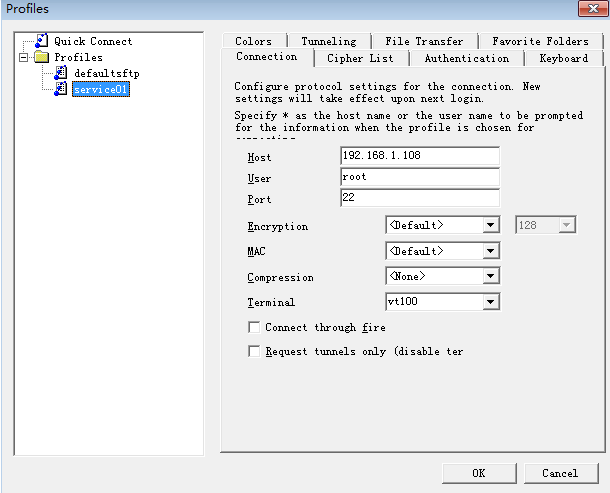 Profiles
Quick Connect
Profiles
defaultsftp
service01
Colors
Tunneling
File Transfer
Favorite Folders
Connection
Cipher List
Authentication
Keyboard
Configure protocol settings for the connection. New
settings will take effect upon next login.
Specify * as the host name or the user name to be prompted
for the information when the profile is chosen for
Host
192.168.1.108
User
root
Port
22
Encryption
<Default>
128
MAC
<Default>
Compression
<None>
Terminal
vt100
Connect through fire
Request tunnels only (disable ter
OK
Cancel